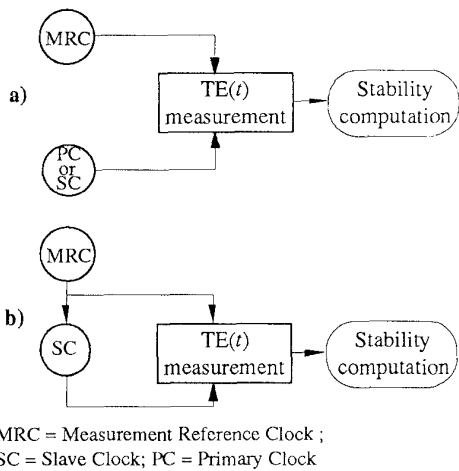 MRC
a)
TE(t)
measurement
Stability
computation
PC
or
SC
MRC
b)
SC
TE(t)
measurement
Stability
computation
MRC = Measurement Reference Clock ;
SC = Slave Clock; PC = Primary Clock